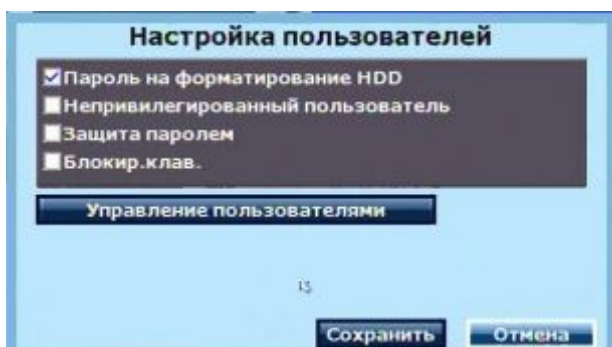 Настройка пользователей
Пароль на форматирование HDD
Непривилегированный пользователь
Защита паролем
Блокир.клав.
Управление пользователями
Сохранить
Отмена